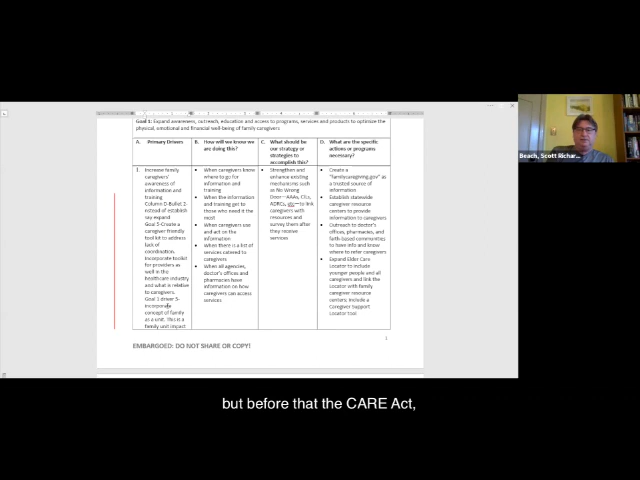 Goal 1: Expand awareness, outreach, education and access to programs, services and products to optimize the
physical, emotional and financial well-being of family caregivers
A. Primary Drivers
B. How will we know we
are doing this?
C. What should be
our strategy or
strategies to
accomplish this?
D. What are the specific
actions or programs
necessary?
1. Increase family
caregivers'
awareness of
information and
training
Column D-Bullet 2-
instead of establish
say expand
Goal 5-Create a
caregiver friendly
tool kit to address
lack of
coordination.
Incorporate toolkit
for providers as
well in the
healthcare industry
and what is relative
to caregivers.
Goal 1 driver 5-
incorporate
concept of family
as a unit. This is a
family unit impact
• When caregivers know
where to go for
information and
training
• When the information
and training get to
those who need it the
most
• When caregivers use
and act on the
information
• When there is a list of
services catered to
caregivers
• When all agencies,
doctor's offices and
pharmacies have
information on how
caregivers can access
services
• Strengthen and
enhance existing
mechanisms such
as No Wrong
Door—AAAs, CILs,
ADRCs, etc—to link
caregivers with
resources and
survey them after
they receive
services
• Create a
"familycaregiving.gov" as
a trusted source of
information
• Establish statewide
caregiver resource
centers to provide
information to caregivers
• Outreach to doctor's
offices, pharmacies, and
faith-based communities
to have info and know
where to refer caregivers
• Expand Elder Care
Locator to include
younger people and all
caregivers and link the
Locator with family
caregiver resource
centers; include a
Caregiver Support
Locator tool
1
EMBARGOED: DO NOT SHARE OR COPY!
Beach, Scott Richar...
but before that the CARE Act,